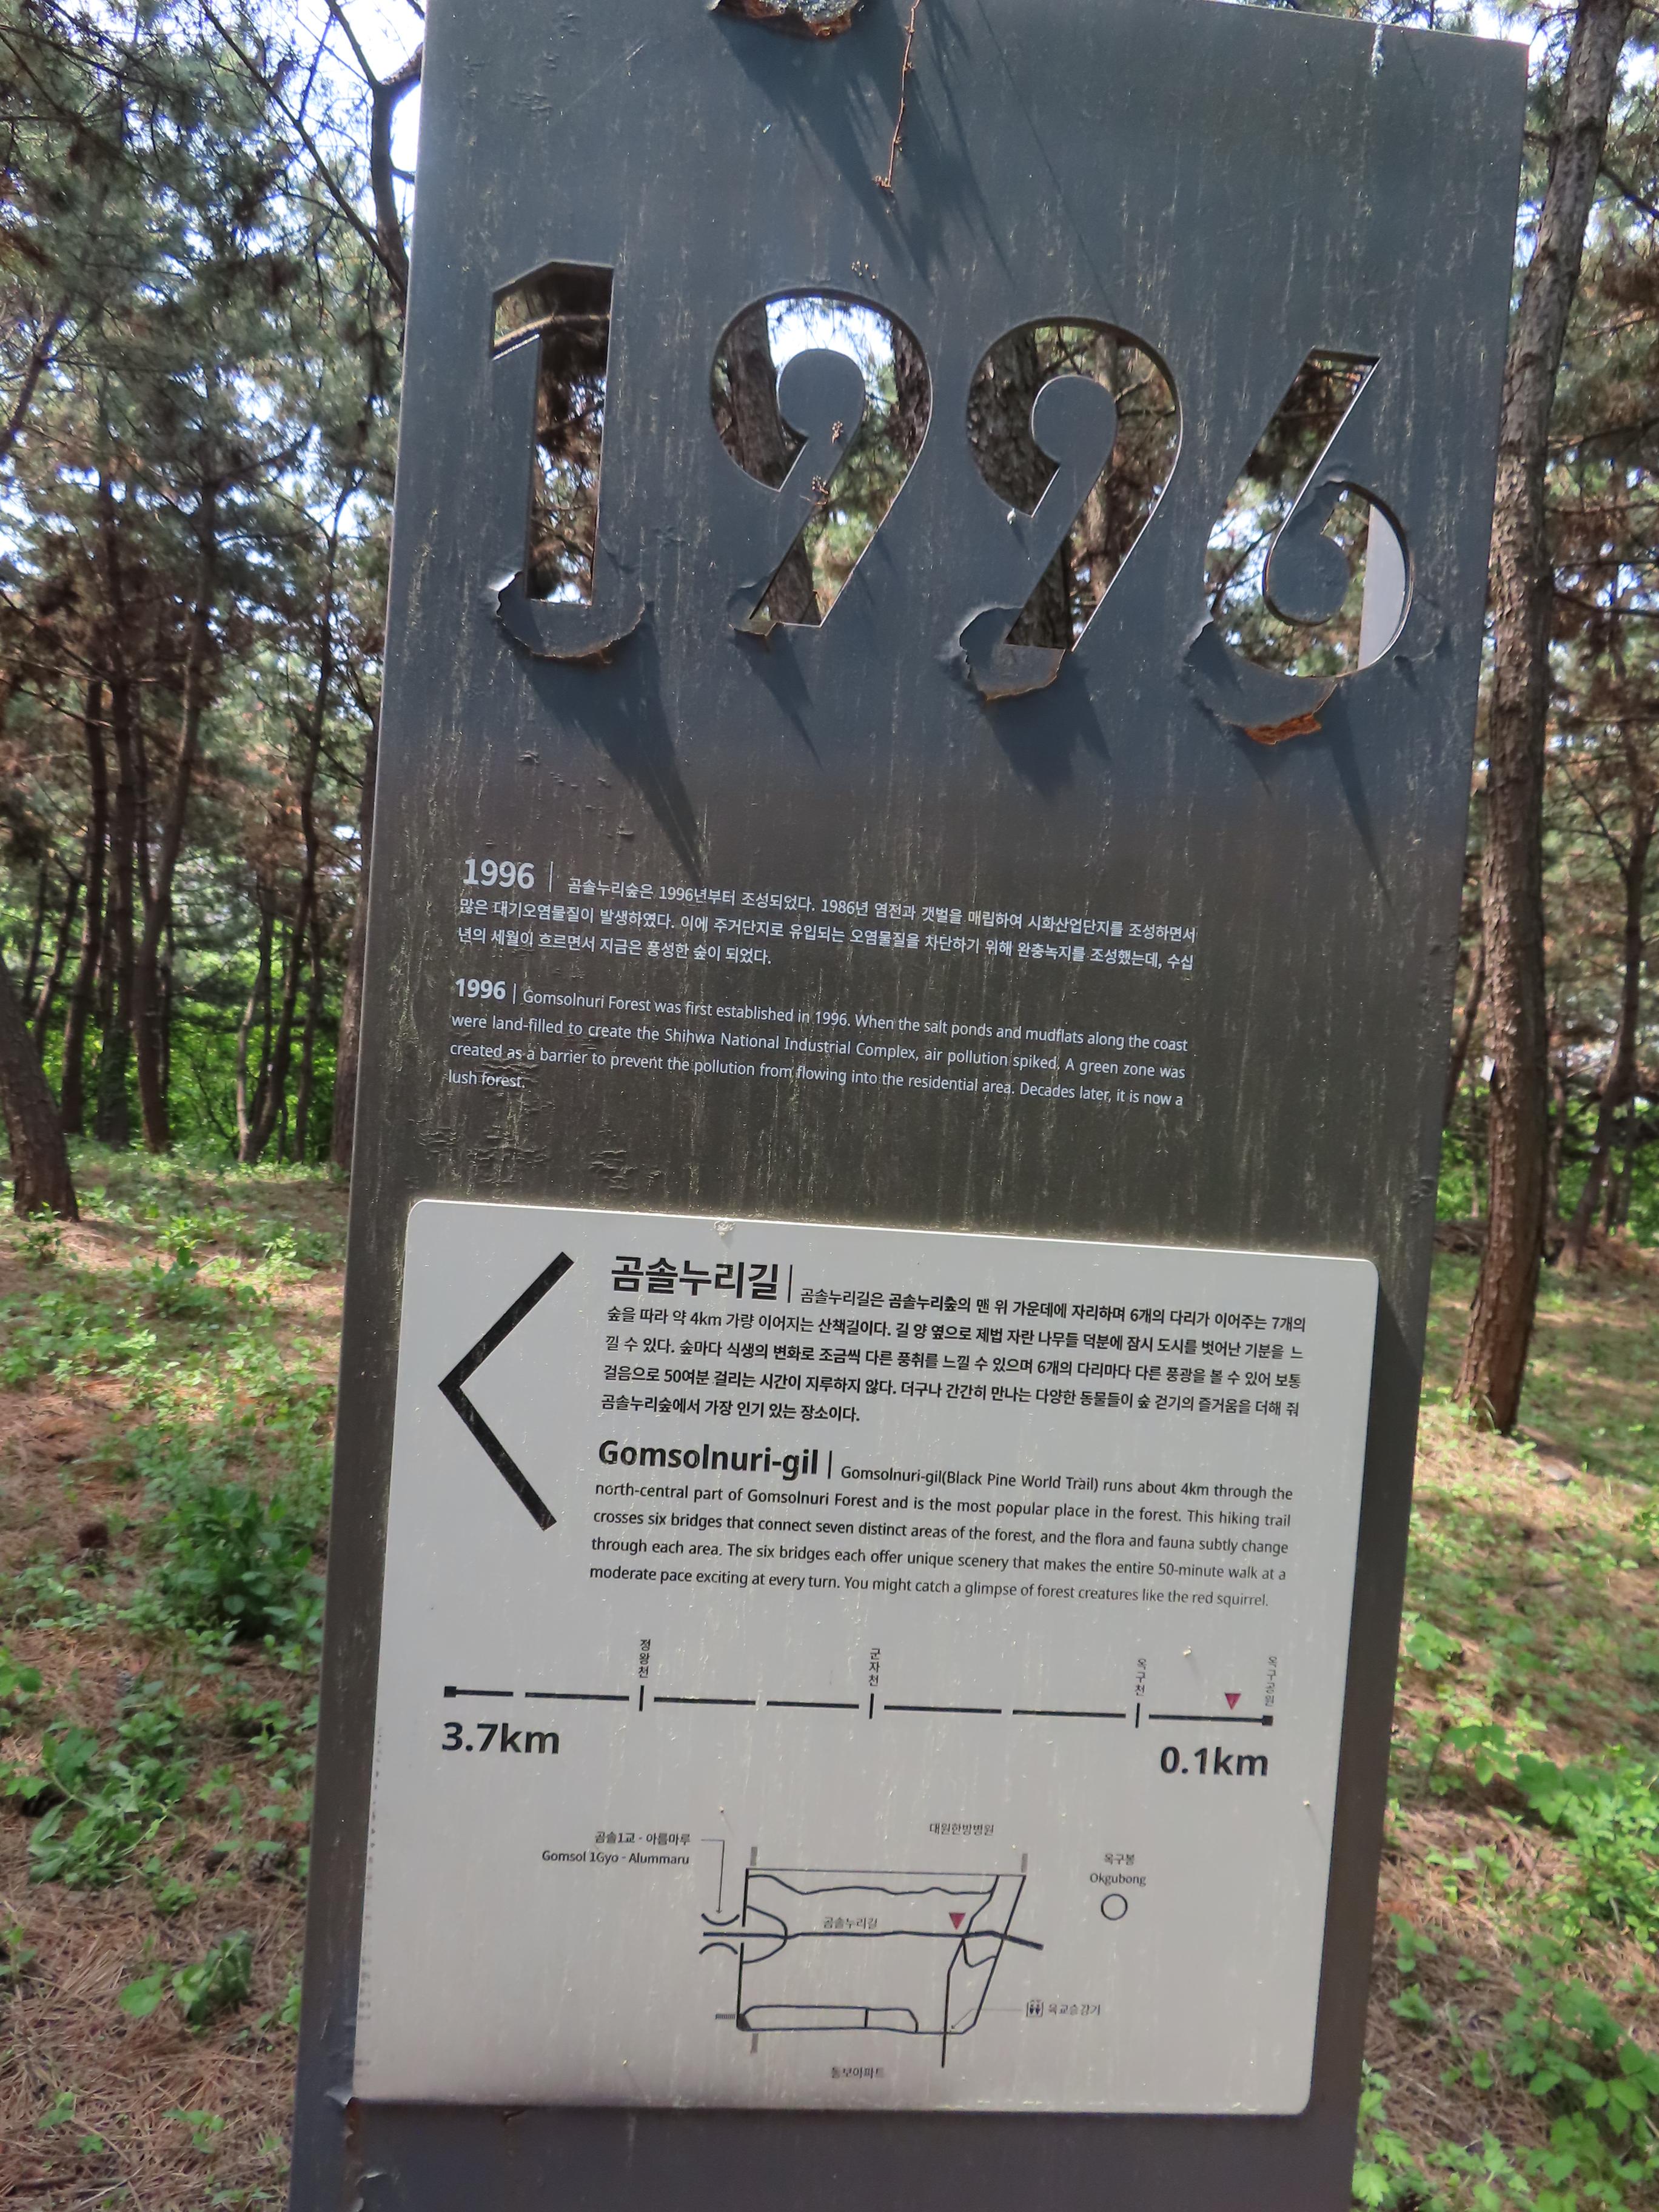 1996
1996 | 곰솔누리숲은 1996년부터 조성되었다. 1986년 염전과 갯벌을 매립하여 시화산업단지를 조성하면서
많은 대기오염물질이 발생하였다. 이에 주거단지로 유입되는 오염물질을 차단하기 위해 완충녹지를 조성했는데, 수십
년의 세월이 흐르면서 지금은 풍성한 숲이 되었다.
1996 | Gomsolnuri Forest was first established in 1996. When the salt ponds and mudflats along the coast
were land-filled to create the Shihwa National Industrial Complex, air pollution spiked. A green zone was
created as a barrier to prevent the pollution from flowing into the residential area. Decades later, it is now a
lush forest.
곰솔누리길 | 곰솔누리길은 곰솔누리숲의 맨 위 가운데에 자리하며 6개의 다리가 이어주는 7개의
숲을 따라 약 4km 가량 이어지는 산책길이다. 길 양 옆으로 제법 자란 나무들 덕분에 잠시 도시를 벗어난 기분을 느
낄 수 있다. 숲마다 식생의 변화로 조금씩 다른 풍취를 느낄 수 있으며 6개의 다리마다 다른 풍광을 볼 수 있어 보통
걸음으로 50여분 걸리는 시간이 지루하지 않다. 더구나 간간히 만나는 다양한 동물들이 숲 걷기의 즐거움을 더해 줘
곰솔누리숲에서 가장 인기 있는 장소이다.
Gomsolnuri-gil | Gomsolnuri-gil(Black Pine World Trail) runs about 4km through the
north-central part of Gomsolnuri Forest and is the most popular place in the forest. This hiking trail
crosses six bridges that connect seven distinct areas of the forest, and the flora and fauna subtly change
through each area. The six bridges each offer unique scenery that makes the entire 50-minute walk at a
moderate pace exciting at every turn. You might catch a glimpse of forest creatures like the red squirrel.
정왕천
군자천
옥구천
옥구공원
3.7km
0.1km
곰솔1교 - 아름마루
Gomsol 1Gyo - Alummaru
대원한방병원
옥구봉
Okgubong
곰솔누리길
육교승강기
동보아파트